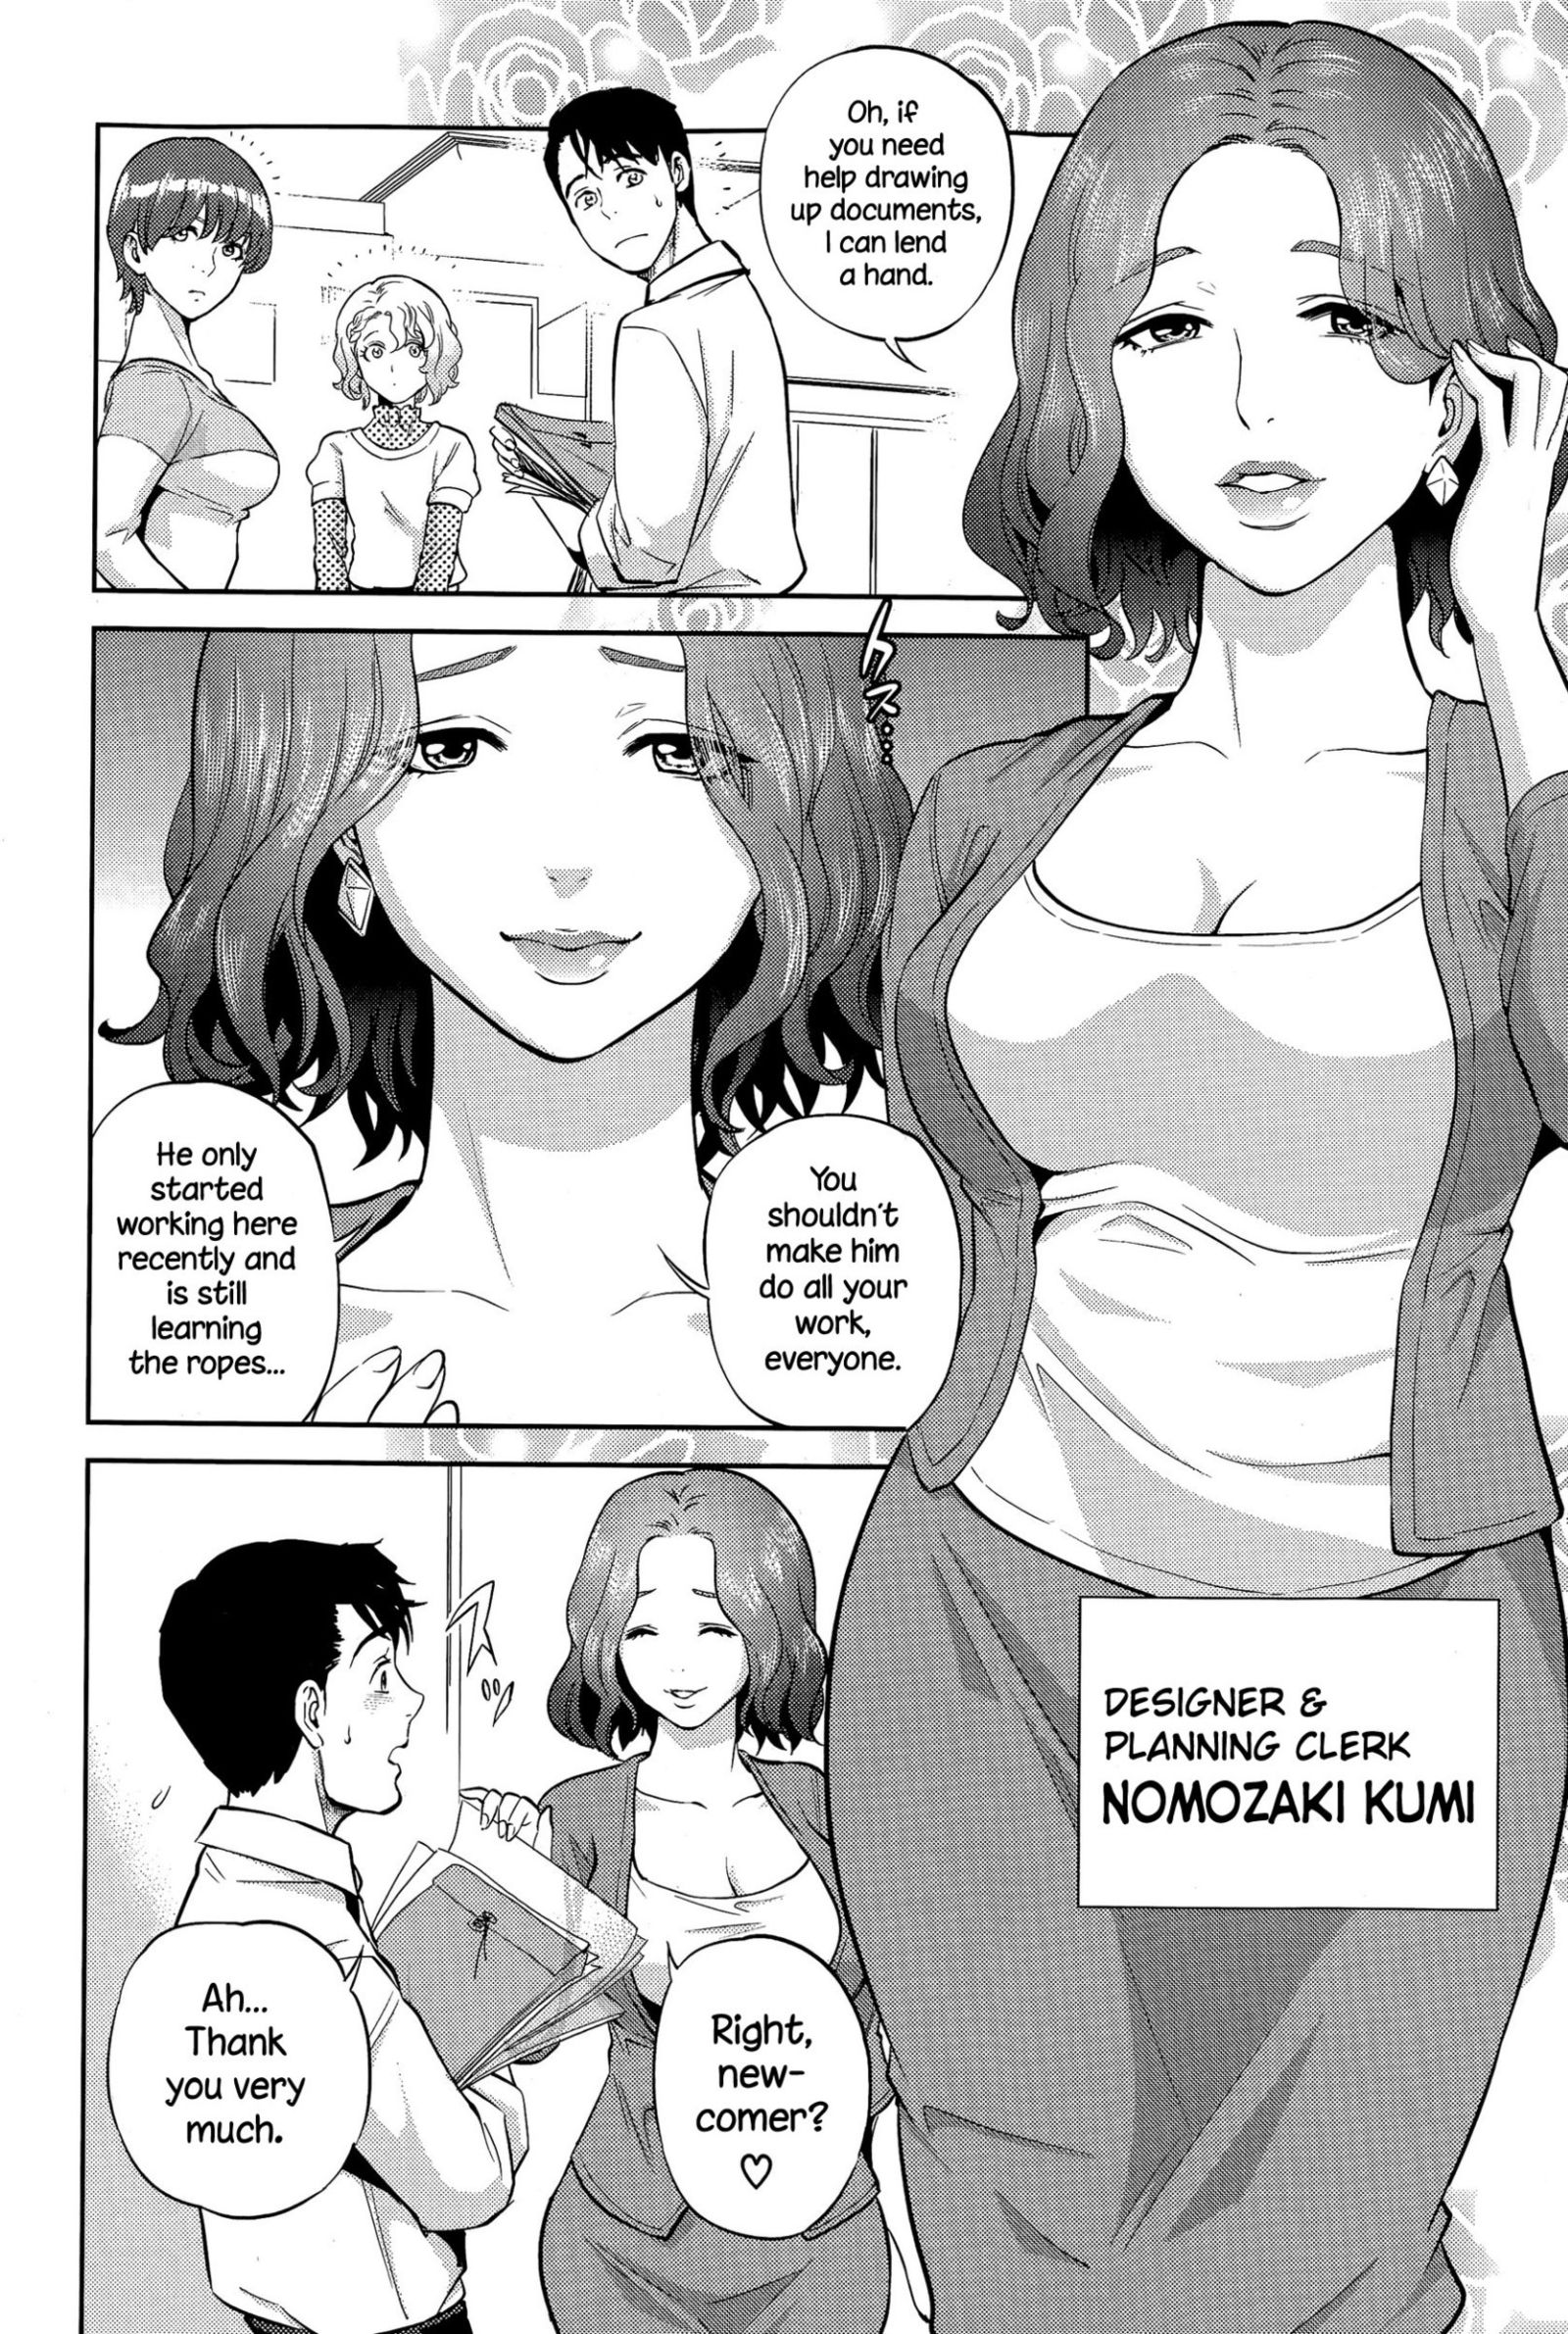 Oh, if
you need
help drawing
up documents,
I can lend
a hand.
クス…
You
shouldn't
make him
do all your
work,
everyone.
He only
started
working here
recently and
is still
learning
the ropes...
DESIGNER &
PLANNING CLERK
NOMOZAKI KUMI
Right,
new-
comer?
♡
Ah...
Thank
you very
much.